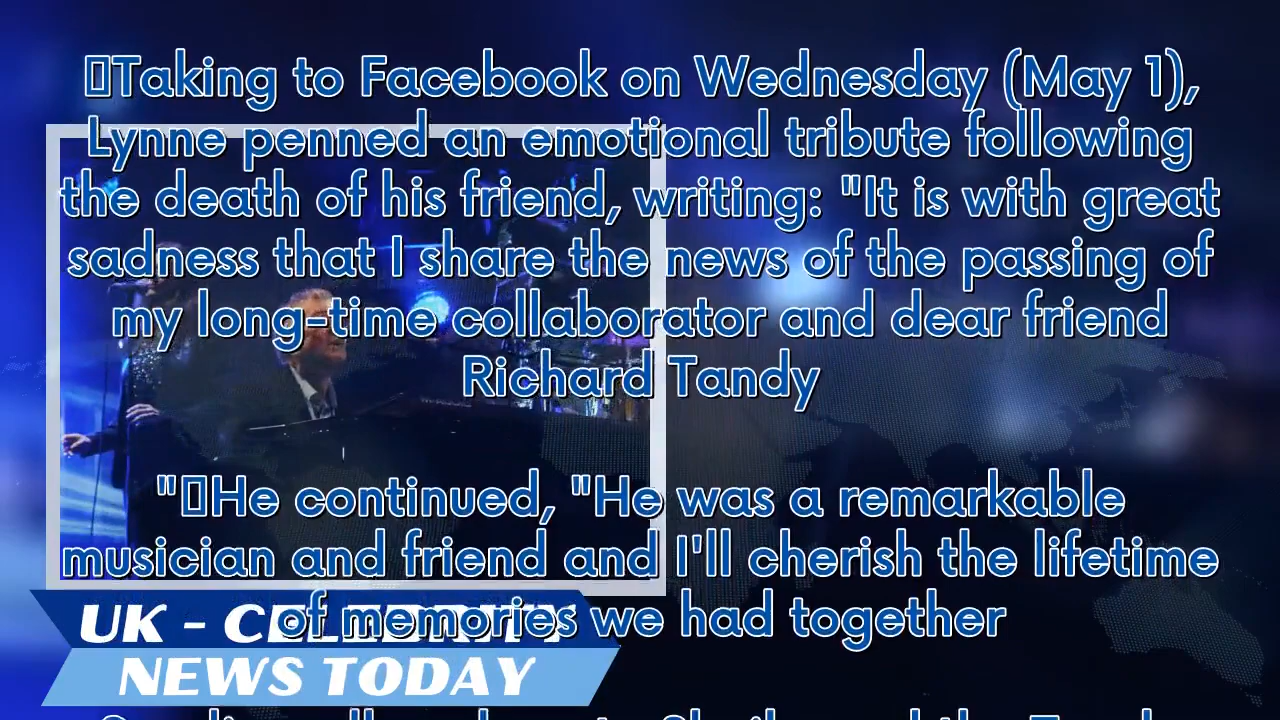 Taking to Facebook on Wednesday (May 1),
Lynne penned an emotional tribute following
the death of his friend, writing: "It is with great
sadness that I share the news of the passing of
my long-time collaborator and dear friend
Richard Tandy
"He continued, "He was a remarkable
musician and friend and I'll cherish the lifetime
of memories we had together
UK - CELEBRITY
NEWS TODAY